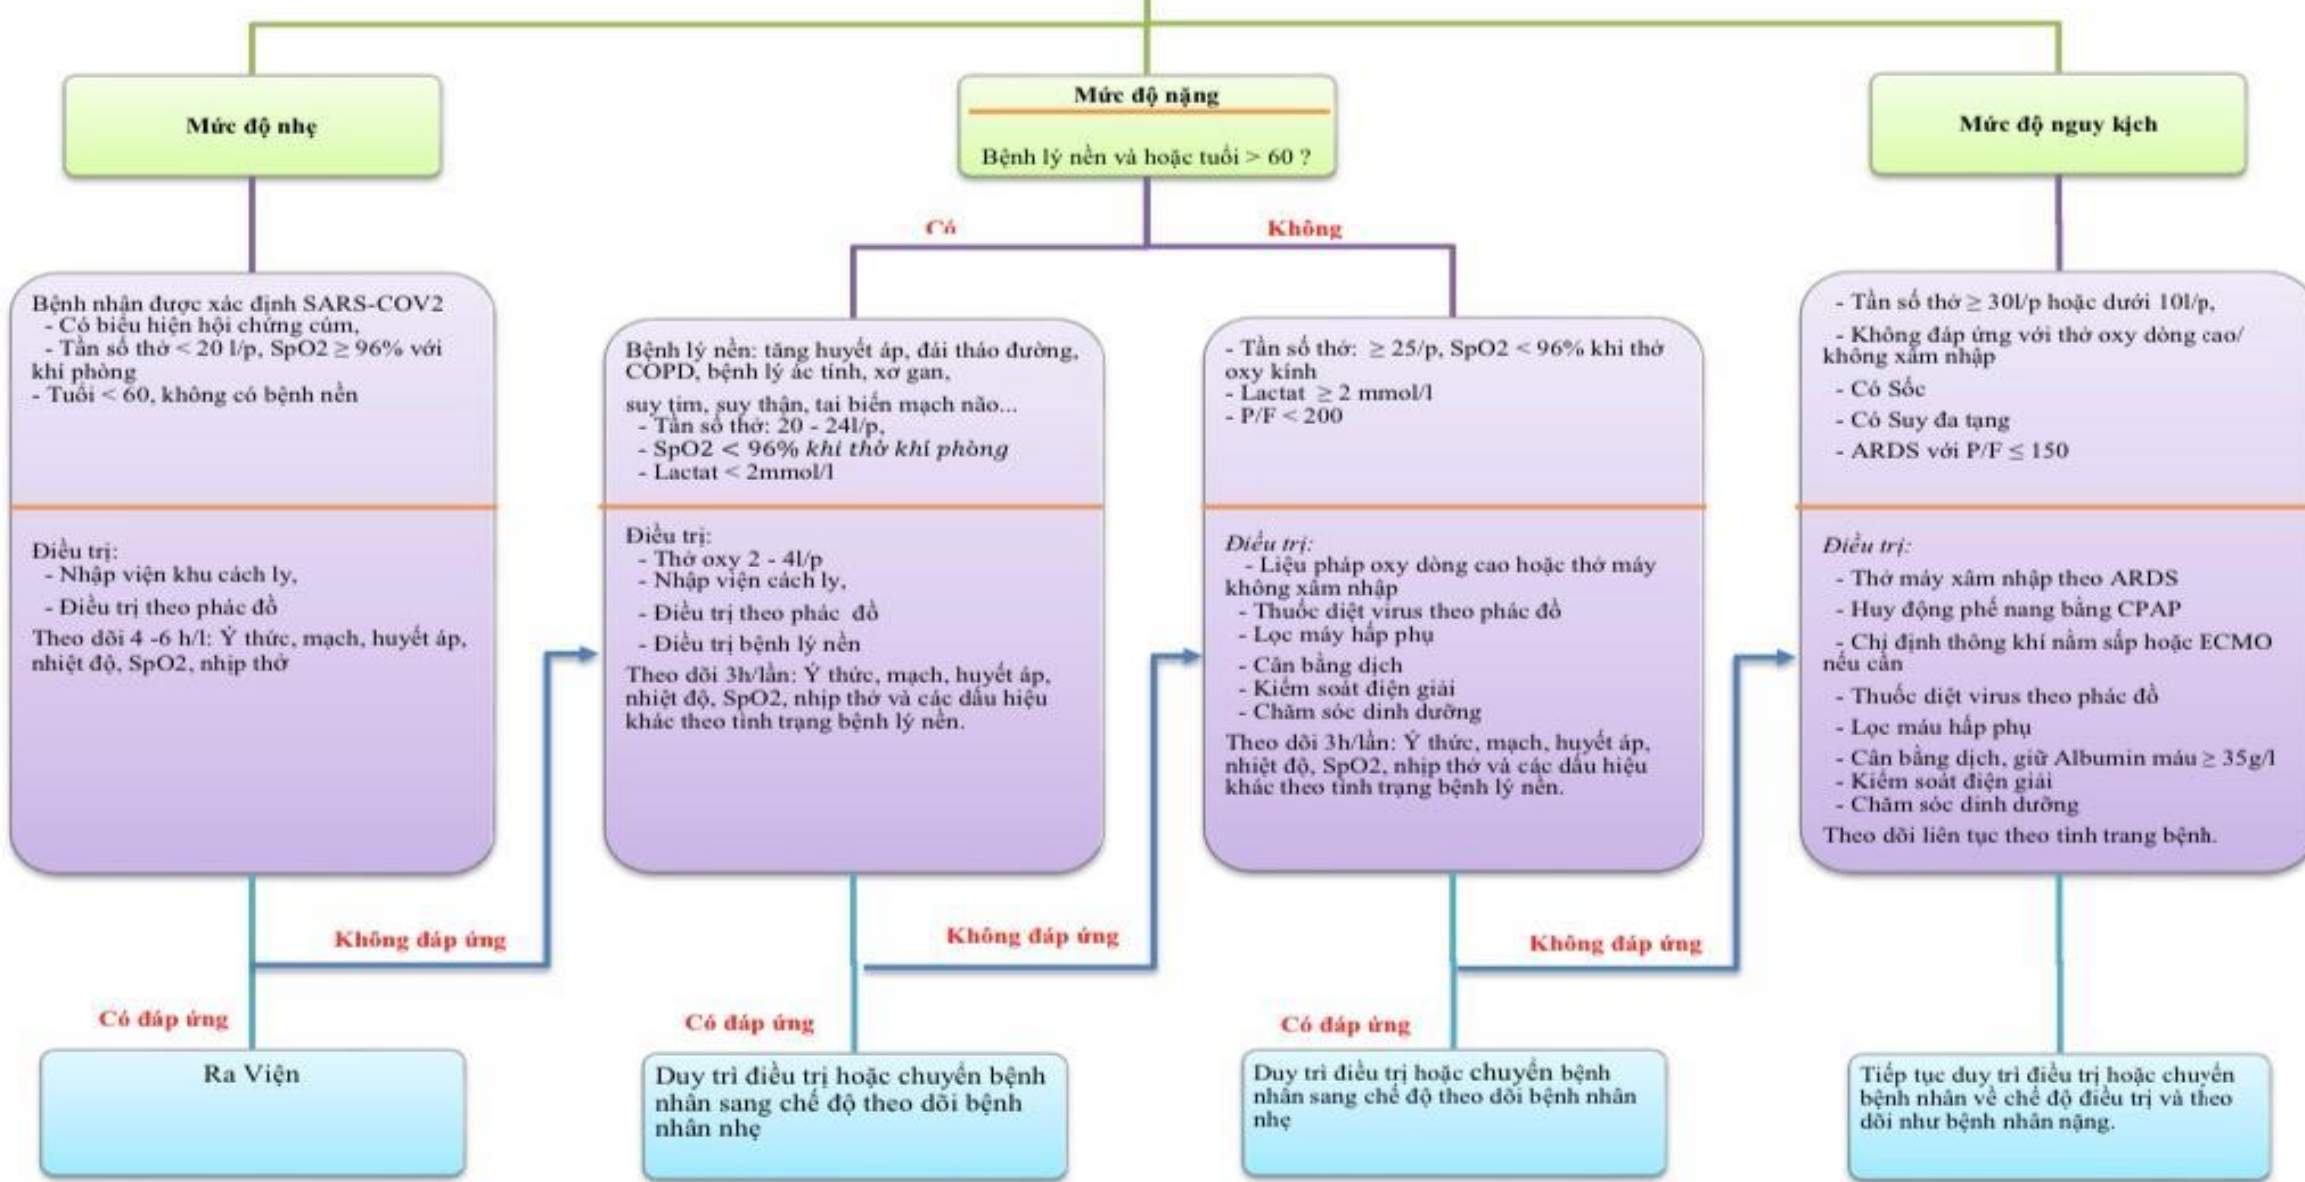 Mức độ nhẹ
Mức độ nặng
Bệnh lý nền và hoặc tuổi > 60 ?
Mức độ nguy kịch
Có
Không
Bệnh nhân được xác định SARS-COV2
- Có biểu hiện hội chứng cúm,
- Tần số thở < 20 l/p, SpO2 ≥ 96% với
khí phòng
- Tuổi < 60, không có bệnh nền
Điều trị:
- Nhập viện khu cách ly,
- Điều trị theo phác đồ
Theo dõi 4 -6 h/l: Ý thức, mạch, huyết áp,
nhiệt độ, SpO2, nhịp thở
Bệnh lý nền: tăng huyết áp, đái tháo đường,
COPD, bệnh lý ác tính, xơ gan,
suy tim, suy thận, tai biến mạch não...
- Tần số thở: 20 - 24l/p,
- SpO2 < 96% khi thở khí phòng
- Lactat < 2mmol/l
Điều trị:
- Thở oxy 2 - 4l/p
- Nhập viện cách ly,
- Điều trị theo phác đồ
- Điều trị bệnh lý nền
Theo dõi 3h/lần: Ý thức, mạch, huyết áp,
nhiệt độ, SpO2, nhịp thở và các dấu hiệu
khác theo tình trạng bệnh lý nền.
- Tần số thở: ≥ 25/p, SpO2 < 96% khi thở
oxy kính
- Lactat ≥ 2 mmol/l
- P/F < 200
Điều trị:
- Liệu pháp oxy dòng cao hoặc thở máy
không xâm nhập
- Thuốc diệt virus theo phác đồ
- Lọc máy hấp phụ
- Cân bằng dịch
- Kiểm soát điện giải
- Chăm sóc dinh dưỡng
Theo dõi 3h/lần: Ý thức, mạch, huyết áp,
nhiệt độ, SpO2, nhịp thở và các dấu hiệu
khác theo tình trạng bệnh lý nền.
- Tần số thở ≥ 30l/p hoặc dưới 10l/p,
- Không đáp ứng với thở oxy dòng cao/
không xâm nhập
- Có Sốc
- Có Suy đa tạng
- ARDS với P/F ≤ 150
Điều trị:
- Thở máy xâm nhập theo ARDS
- Huy động phế nang bằng CPAP
- Chị định thông khí nằm sấp hoặc ECMO
nếu cần
- Thuốc diệt virus theo phác đồ
- Lọc máu hấp phụ
- Cân bằng dịch, giữ Albumin máu ≥ 35g/l
- Kiểm soát điện giải
- Chăm sóc dinh dưỡng
Theo dõi liên tục theo tình trang bệnh.
Không đáp ứng
Không đáp ứng
Không đáp ứng
Có đáp ứng
Có đáp ứng
Có đáp ứng
Ra Viện
Duy trì điều trị hoặc chuyển bệnh
nhân sang chế độ theo dõi bệnh
nhân nhẹ
Duy trì điều trị hoặc chuyển bệnh
nhân sang chế độ theo dõi bệnh nhân
nhẹ
Tiếp tục duy trì điều trị hoặc chuyển
bệnh nhân về chế độ điều trị và theo
dõi như bệnh nhân nặng.